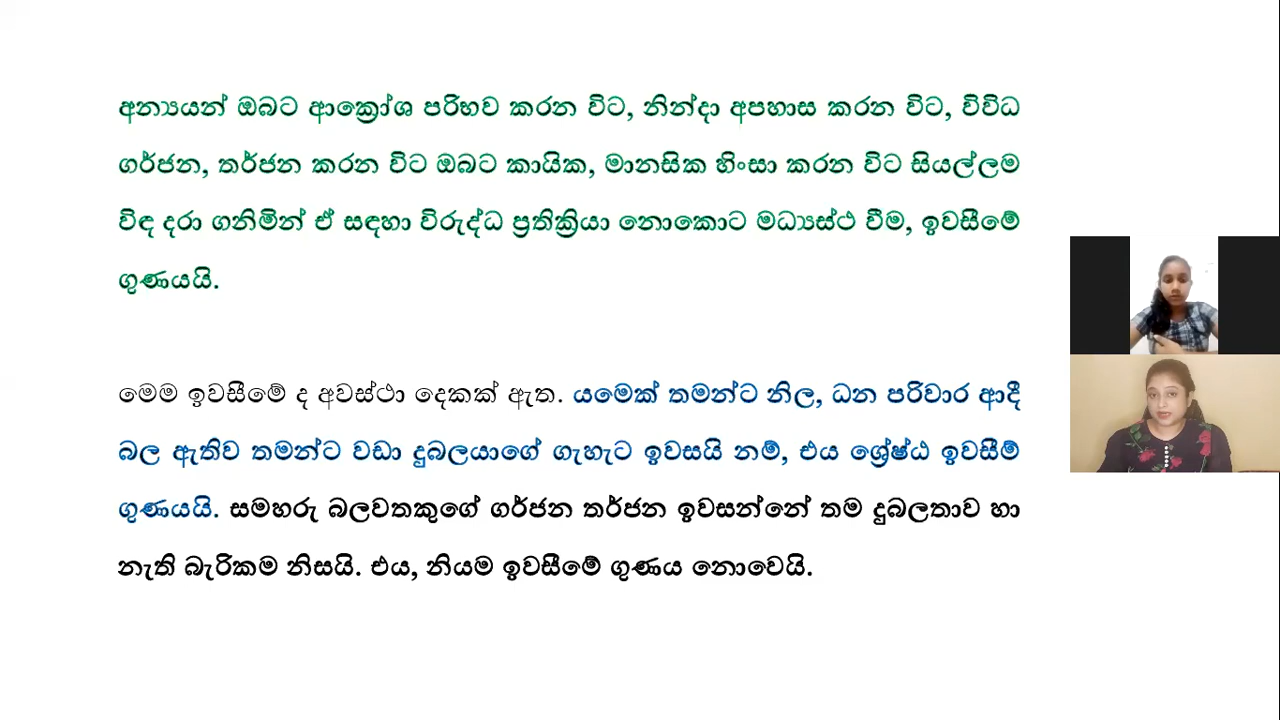 අන්‍යයන් ඔබට ආක්‍රෝශ පරිභව කරන විට, නින්දා අපහාස කරන විට, විවිධ
ගර්ජන, තර්ජන කරන විට ඔබට කායික, මානසික හිංසා කරන විට සියල්ලම
විඳ දරා ගනිමින් ඒ සඳහා විරුද්ධ ප්‍රතික්‍රියා නොකොට මධ්‍යස්ථ වීම, ඉවසීමේ
ගුණයයි.
මෙම ඉවසීමේ ද අවස්ථා දෙකක් ඇත. යමෙක් තමන්ට නිල, ධන පරිවාර ආදී
බල ඇතිව තමන්ට වඩා දුබලයාගේ ගැහැට ඉවසයි නම්, එය ශ්‍රේෂ්ඨ ඉවසීම්
ගුණයයි. සමහරු බලවතකුගේ ගර්ජන තර්ජන ඉවසන්නේ තම දුබලතාව හා
නැති බැරිකම නිසයි. එය, නියම ඉවසීමේ ගුණය නොවෙයි.